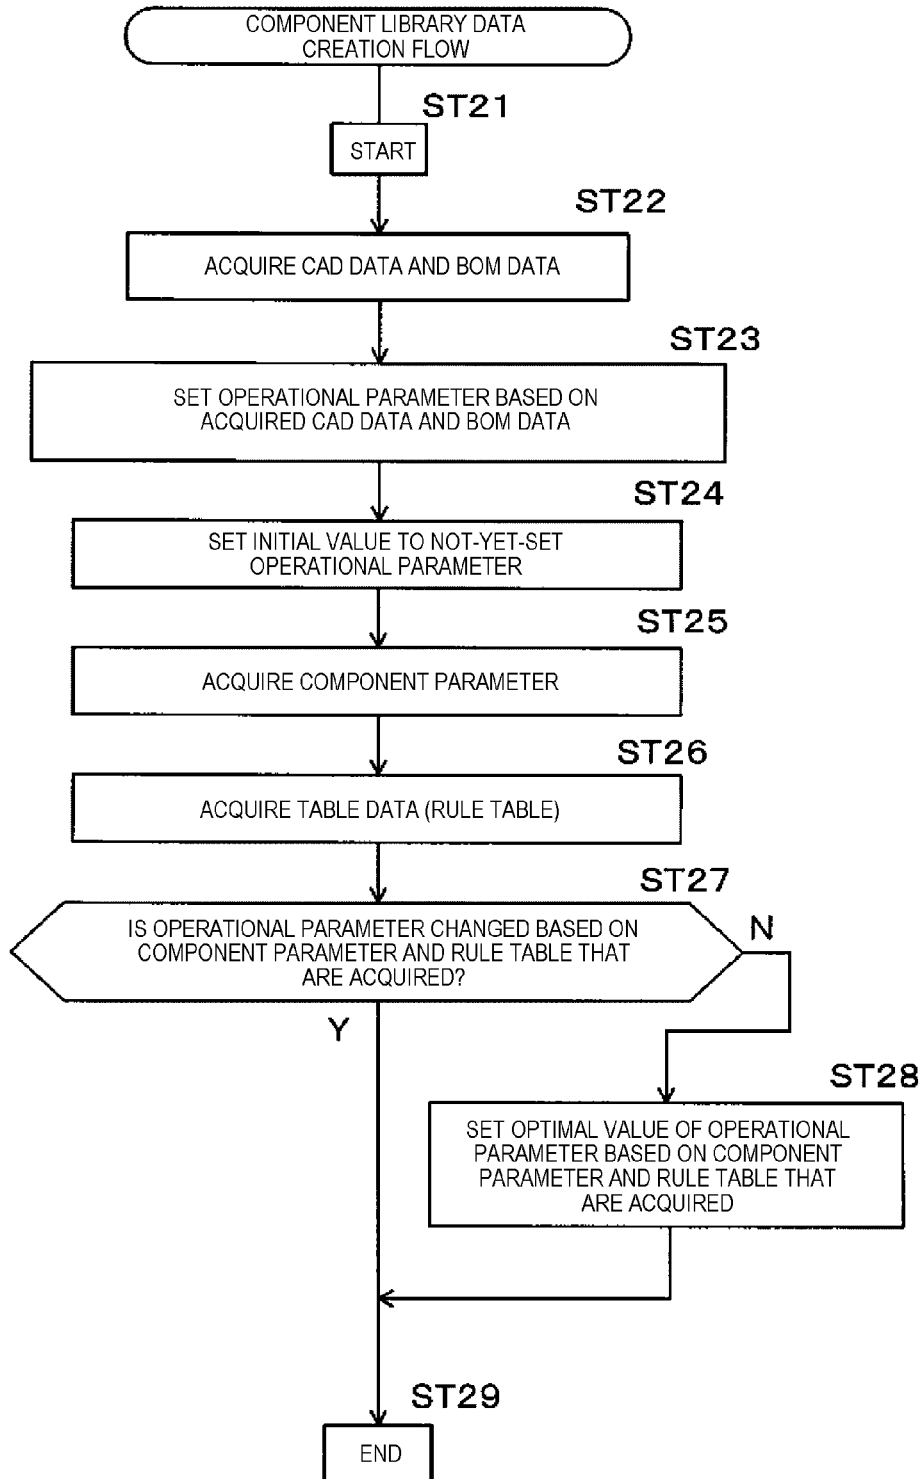 COMPONENT LIBRARY DATA
CREATION FLOW
ST21
START
ST22
ACQUIRE CAD DATA AND BOM DATA
ST23
SET OPERATIONAL PARAMETER BASED ON
ACQUIRED CAD DATA AND BOM DATA
ST24
SET INITIAL VALUE TO NOT-YET-SET
OPERATIONAL PARAMETER
ST25
ACQUIRE COMPONENT PARAMETER
ST26
ACQUIRE TABLE DATA (RULE TABLE)
ST27
IS OPERATIONAL PARAMETER CHANGED BASED ON
COMPONENT PARAMETER AND RULE TABLE THAT
ARE ACQUIRED?
N
Y
ST28
SET OPTIMAL VALUE OF OPERATIONAL
PARAMETER BASED ON COMPONENT
PARAMETER AND RULE TABLE THAT
ARE ACQUIRED
ST29
END